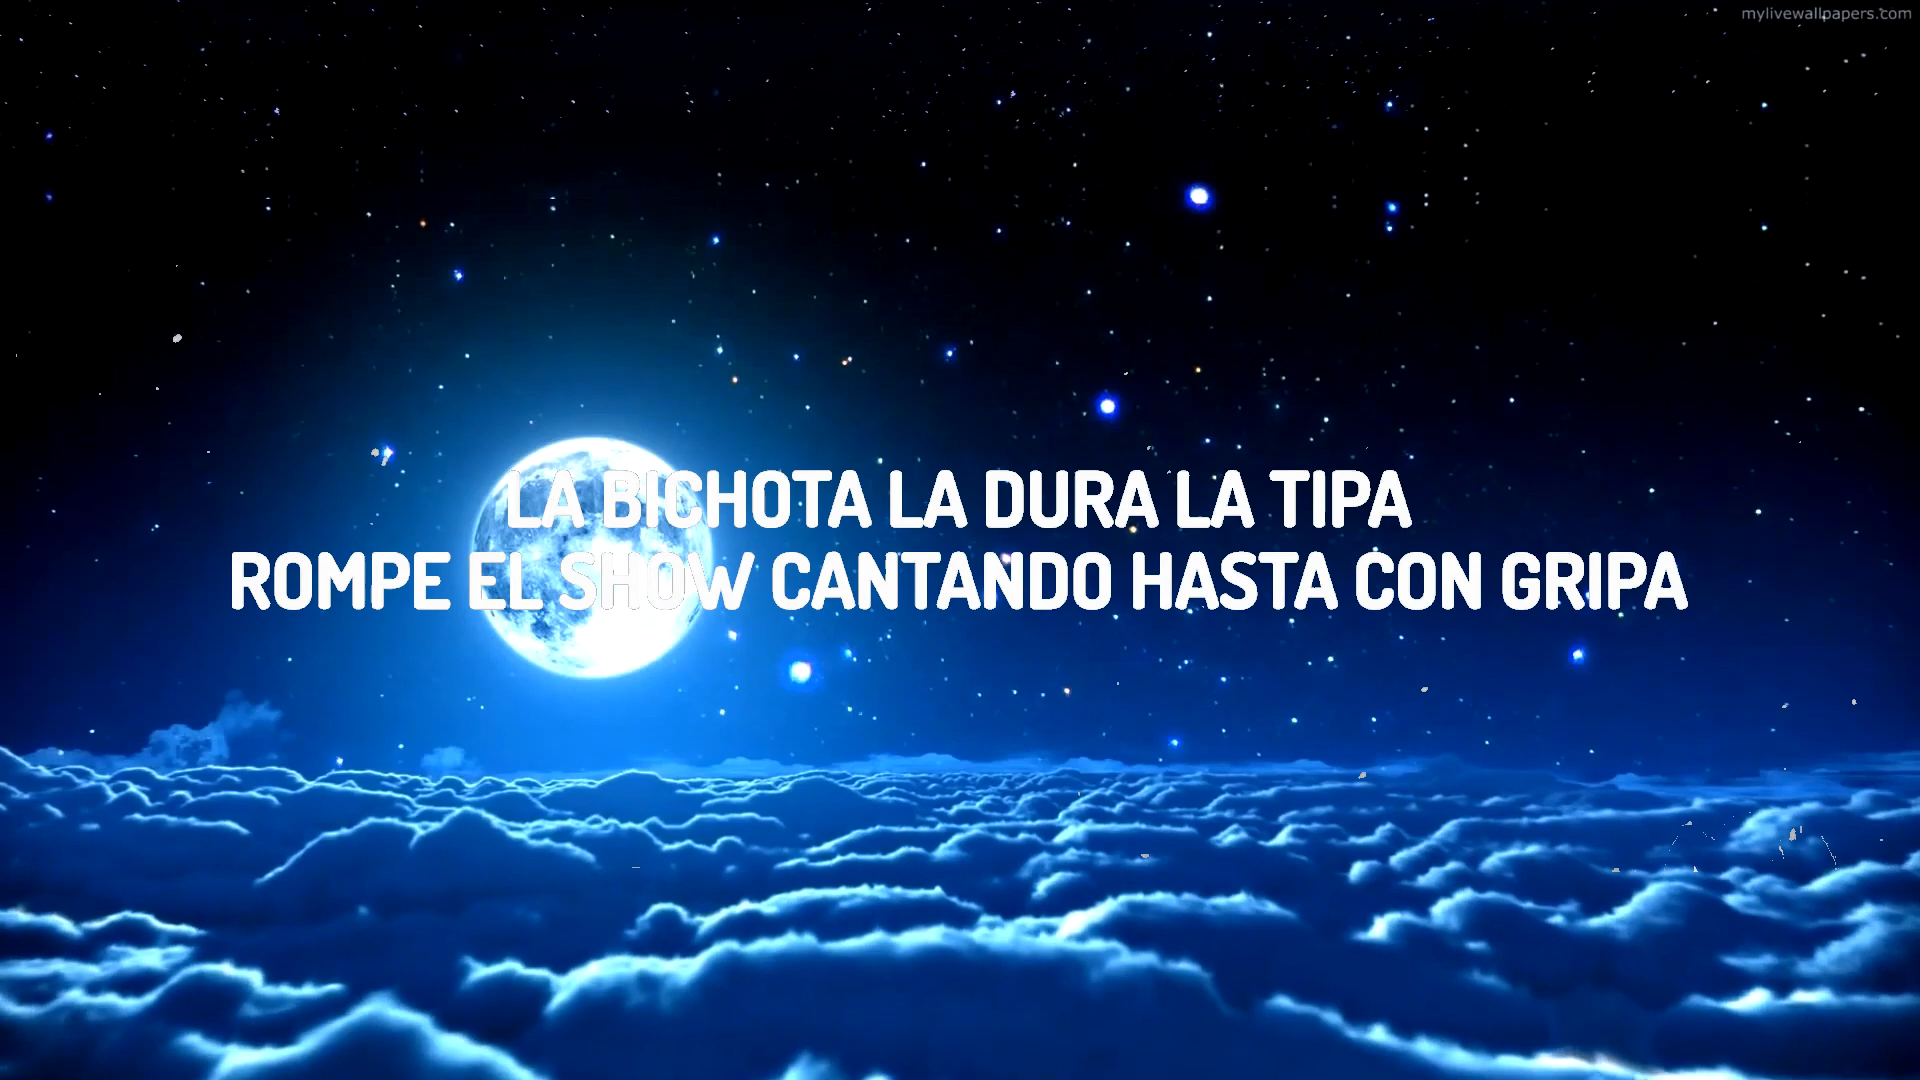 mylivewallpapers.com
LA BICHOTA LA DURA LA TIPA
ROMPE EL SHOW CANTANDO HASTA CON GRIPA